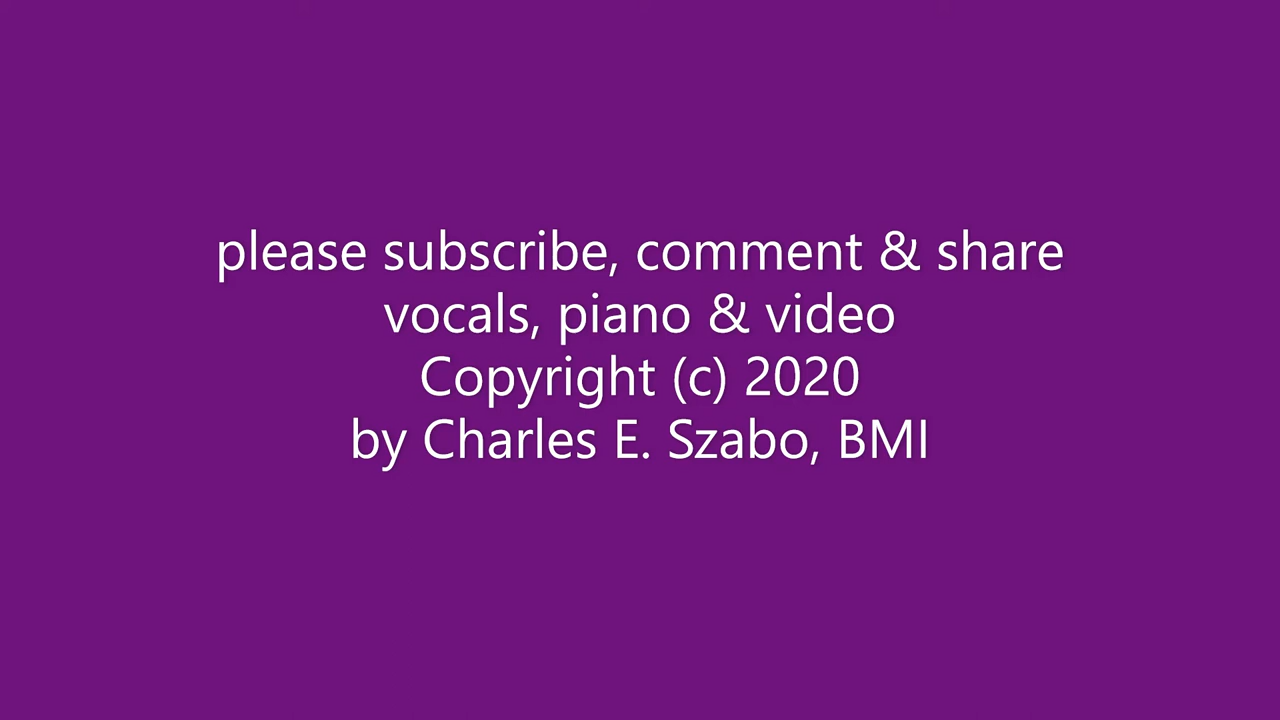 please subscribe, comment & share
vocals, piano & video
Copyright (c) 2020
by Charles E. Szabo, BMI